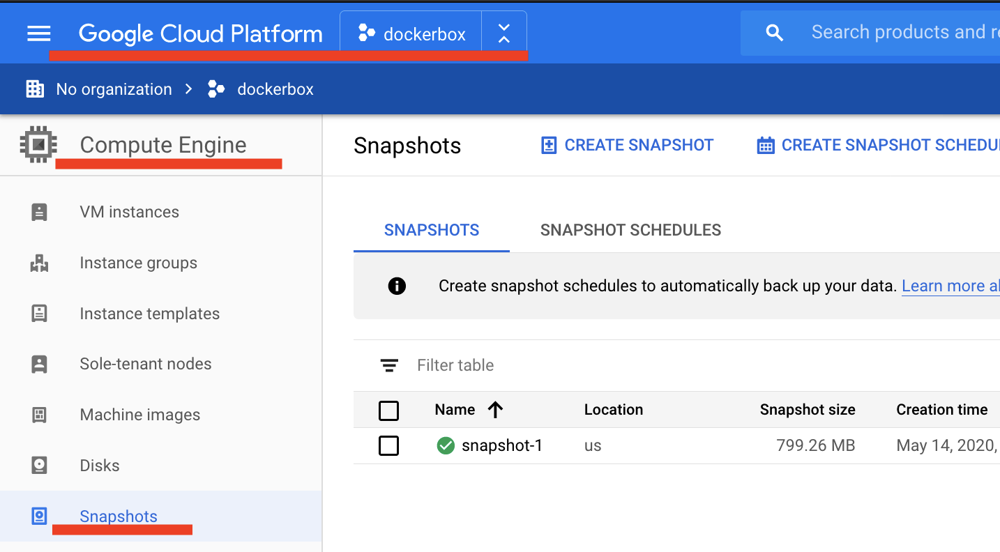 Google Cloud Platform dockerbox Search products and re
No organization dockerbox
Compute Engine
Snapshots CREATE SNAPSHOT CREATE SNAPSHOT SCHEDU
VM instances
Instance groups
Instance templates
Sole-tenant nodes
Machine images
Disks
Snapshots
SNAPSHOTS SNAPSHOT SCHEDULES
Create snapshot schedules to automatically back up your data. Learn more al
Filter table
Name Location Snapshot size Creation time
snapshot-1 us 799.26 MB May 14, 2020,